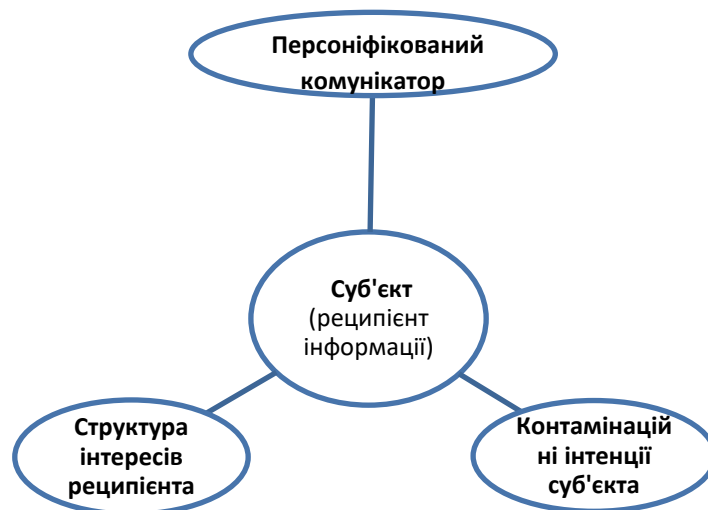 Персоніфікований
комунікатор
Суб'єкт
(реципієнт
інформації)
Структура
інтересів
реципієнта
Контамінацій
ні інтенції
суб'єкта